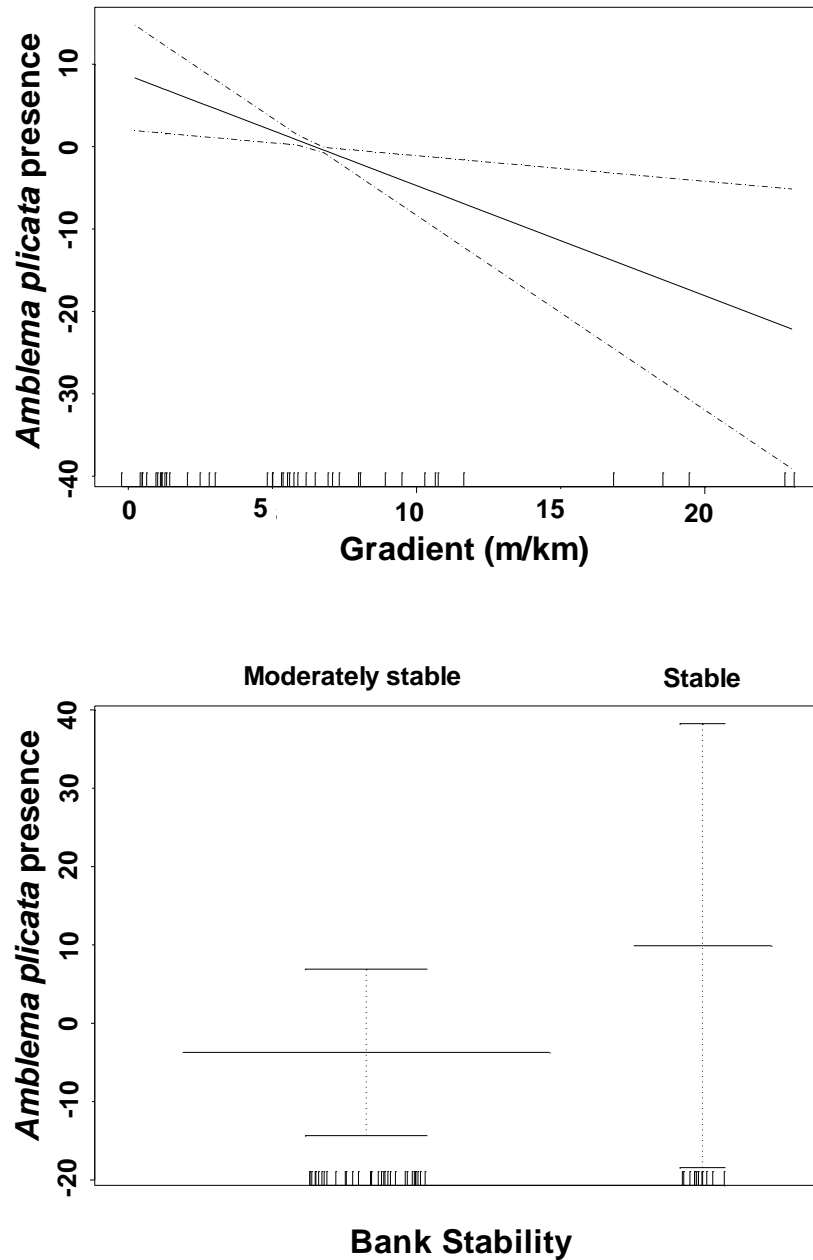 Amblema plicata presence
10
0
-10
-20
-30
-40
0 5 10 15 20
Gradient (m/km)
Moderately stable Stable
Amblema plicata presence
40
30
20
10
0
-10
-20
Bank Stability